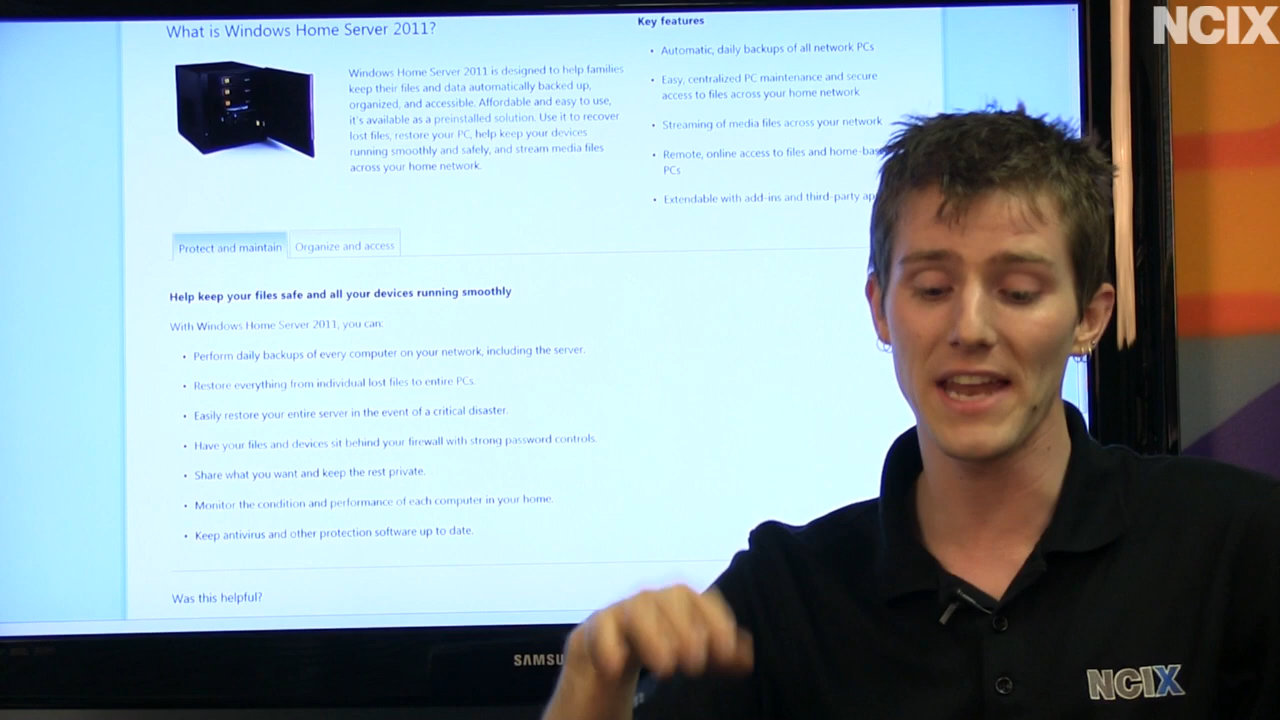 NCIX
What is Windows Home Server 2011?
Windows Home Server 2011 is designed to help families
keep their files and data automatically backed up,
organized, and accessible. Affordable and easy to use,
it's available as a preinstalled solution. Use it to recover
lost files, restore your PC, help keep your devices
running smoothly and safely, and stream media files
across your home network.
Key features
• Automatic, daily backups of all network PCs
• Easy, centralized PC maintenance and secure
access to files across your home network
• Streaming of media files across your network
• Remote, online access to files and
PCs
• Extendable with add-ins and third-party
Protect and maintain
Organize and access
Help keep your files safe and all your devices running smoothly
With Windows Home Server 2011, you can:
• Perform daily backups of every computer on your network, including the server.
• Restore everything from individual lost files to entire PCs.
• Easily restore your entire server in the event of a critical disaster.
• Have your files and devices sit behind your firewall with strong password controls.
• Share what you want and keep the rest private.
• Monitor the condition and performance of each computer in your home.
• Keep antivirus and other protection software up to date.
Was this helpful?
SAMSU
NCIX